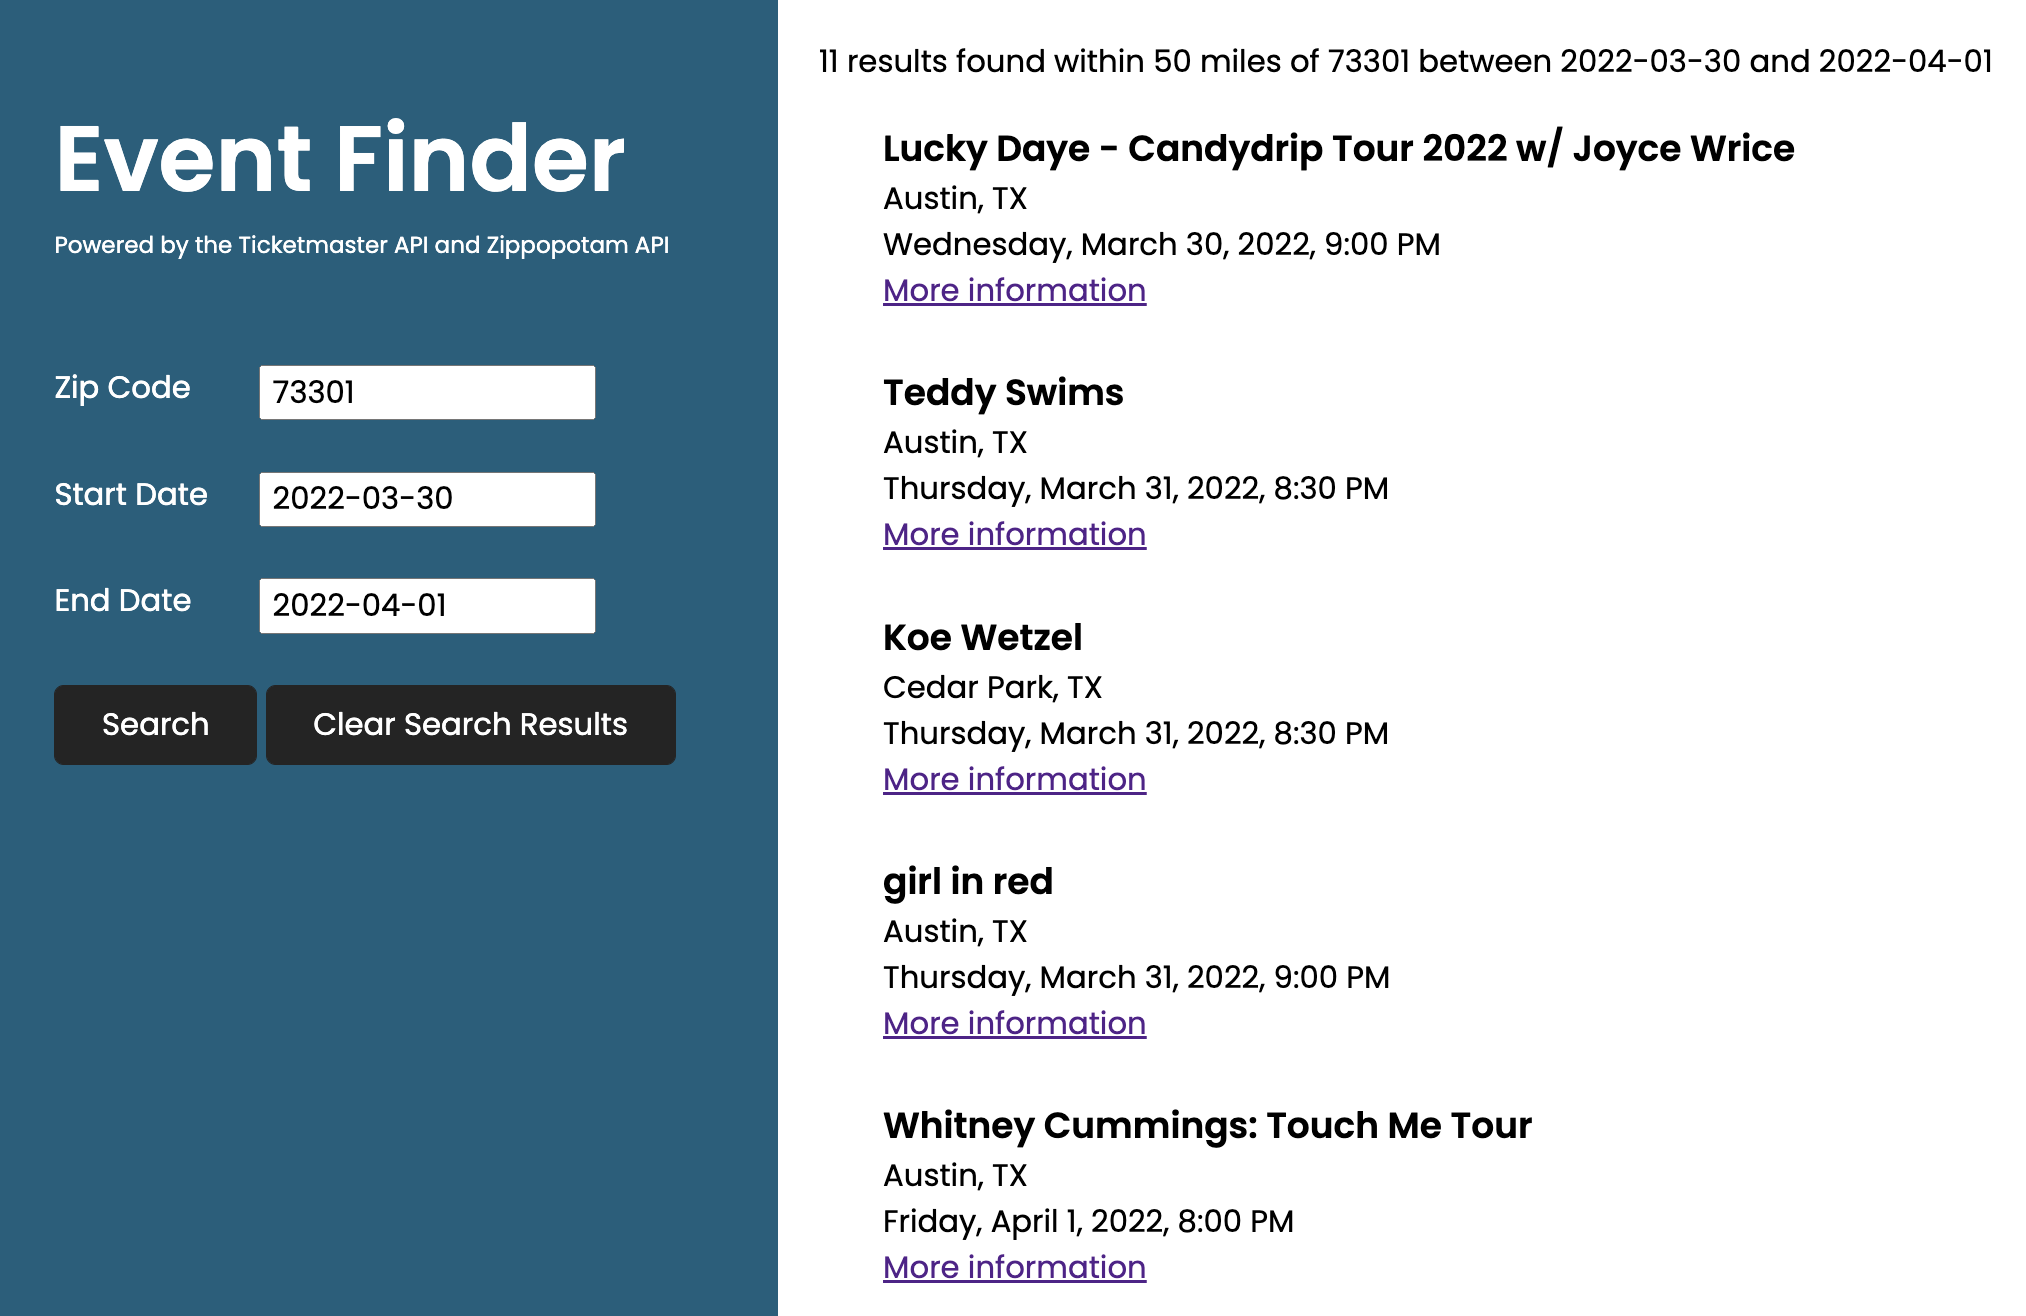 Event Finder
Powered by the Ticketmaster API and Zippopotam API
Zip Code
73301
Start Date
2022-03-30
End Date
2022-04-01
Search
Clear Search Results
11 results found within 50 miles of 73301 between 2022-03-30 and 2022-04-01
Lucky Daye - Candydrip Tour 2022 w/ Joyce Wrice
Austin, TX
Wednesday, March 30, 2022, 9:00 PM
More information
Teddy Swims
Austin, TX
Thursday, March 31, 2022, 8:30 PM
More information
Koe Wetzel
Cedar Park, TX
Thursday, March 31, 2022, 8:30 PM
More information
girl in red
Austin, TX
Thursday, March 31, 2022, 9:00 PM
More information
Whitney Cummings: Touch Me Tour
Austin, TX
Friday, April 1, 2022, 8:00 PM
More information